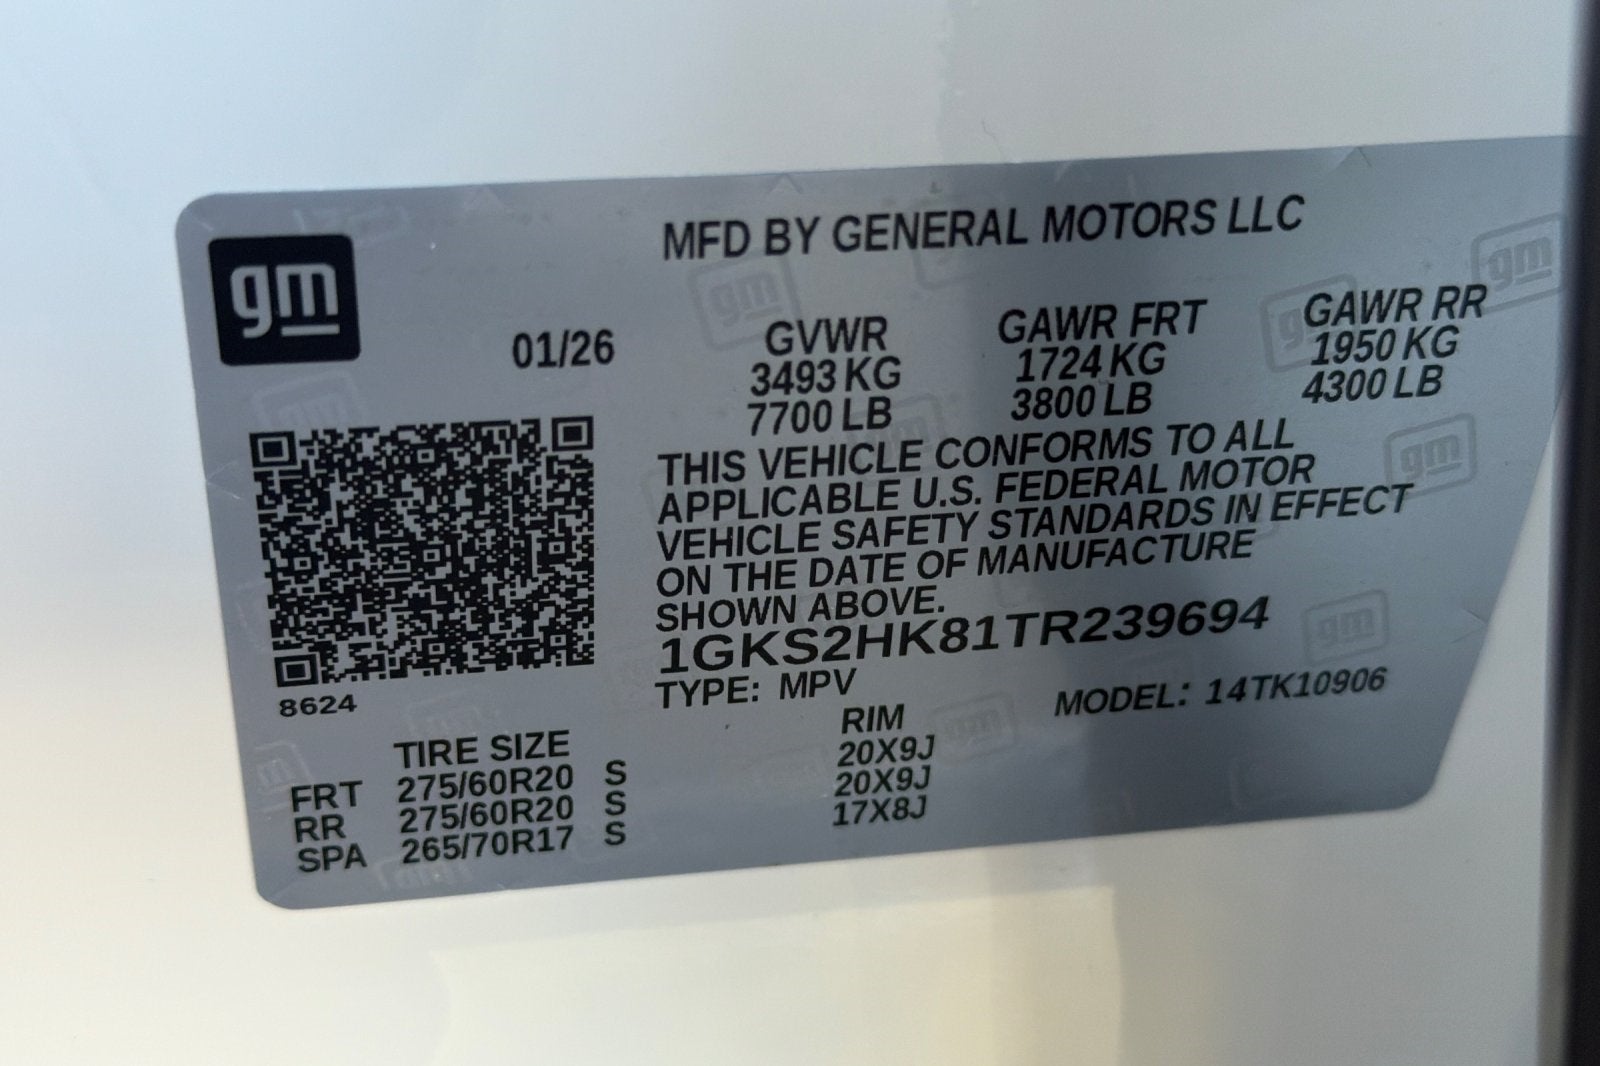 gm
MFD BY GENERAL MOTORS LLC
01/26
GVWR GAWR FRT GAWR RR
3493 KG 1724 KG 1950 KG
7700 LB 3800 LB 4300 LB
THIS VEHICLE CONFORMS TO ALL
APPLICABLE U.S. FEDERAL MOTOR
VEHICLE SAFETY STANDARDS IN EFFECT
ON THE DATE OF MANUFACTURE
SHOWN ABOVE.
1GKS2HK81TR239694
TYPE: MPV MODEL: 14TK10906
8624
TIRE SIZE RIM
FRT 275/60R20 S 20X9J
RR 275/60R20 S 20X9J
SPA 265/70R17 S 17X8J